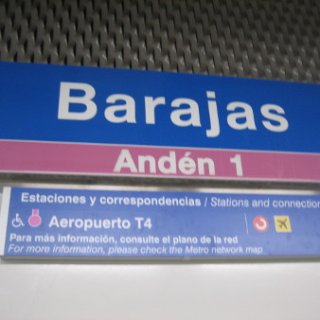 Barajas
Andén 1
Estaciones y correspondencias / Stations and connection
Aeropuerto T4
Para más información, consulte el plano de la red
For more information, please check the Metro network map